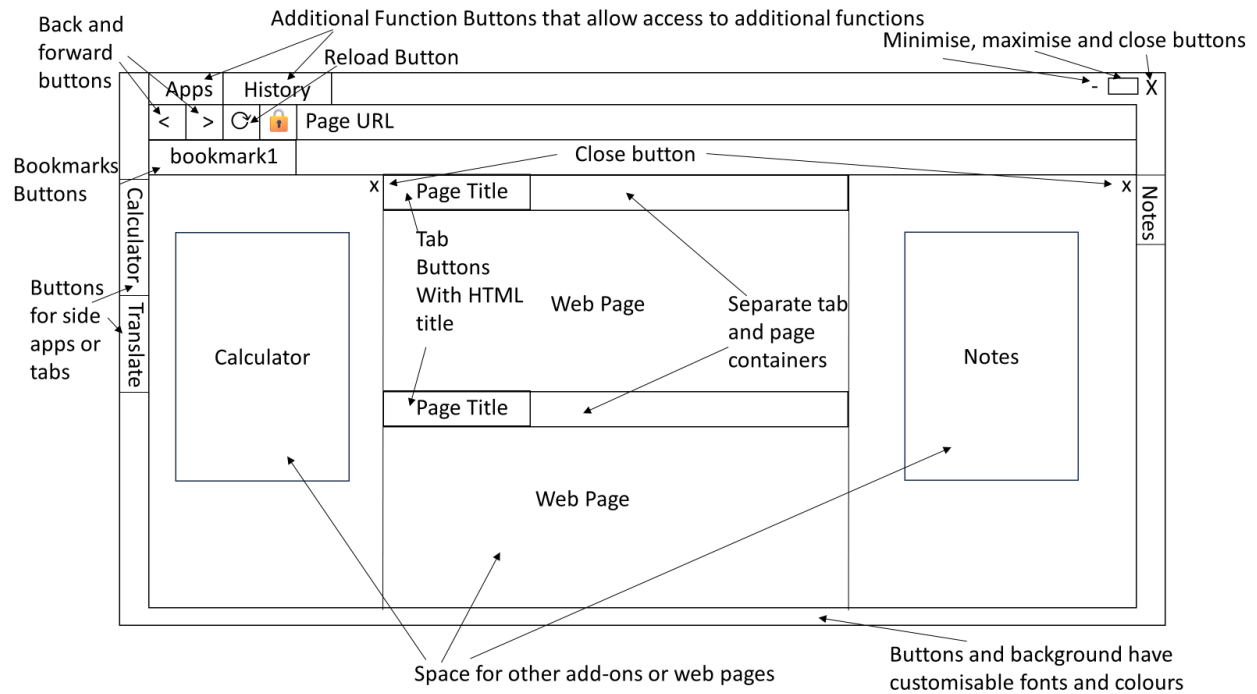 Additional Function Buttons that allow access to additional functions
Back and
forward
buttons
Reload Button
Minimise, maximise and close buttons
Apps
History
- X
<
>
⟳
🔒
Page URL
bookmark1
Bookmarks
Buttons
Close button
x
Page Title
x
Calculator
Translate
Notes
Tab
Buttons
With HTML
title
Web Page
Separate tab
and page
containers
Buttons
for side
apps or
tabs
Calculator
Notes
Page Title
Web Page
Space for other add-ons or web pages
Buttons and background have
customisable fonts and colours